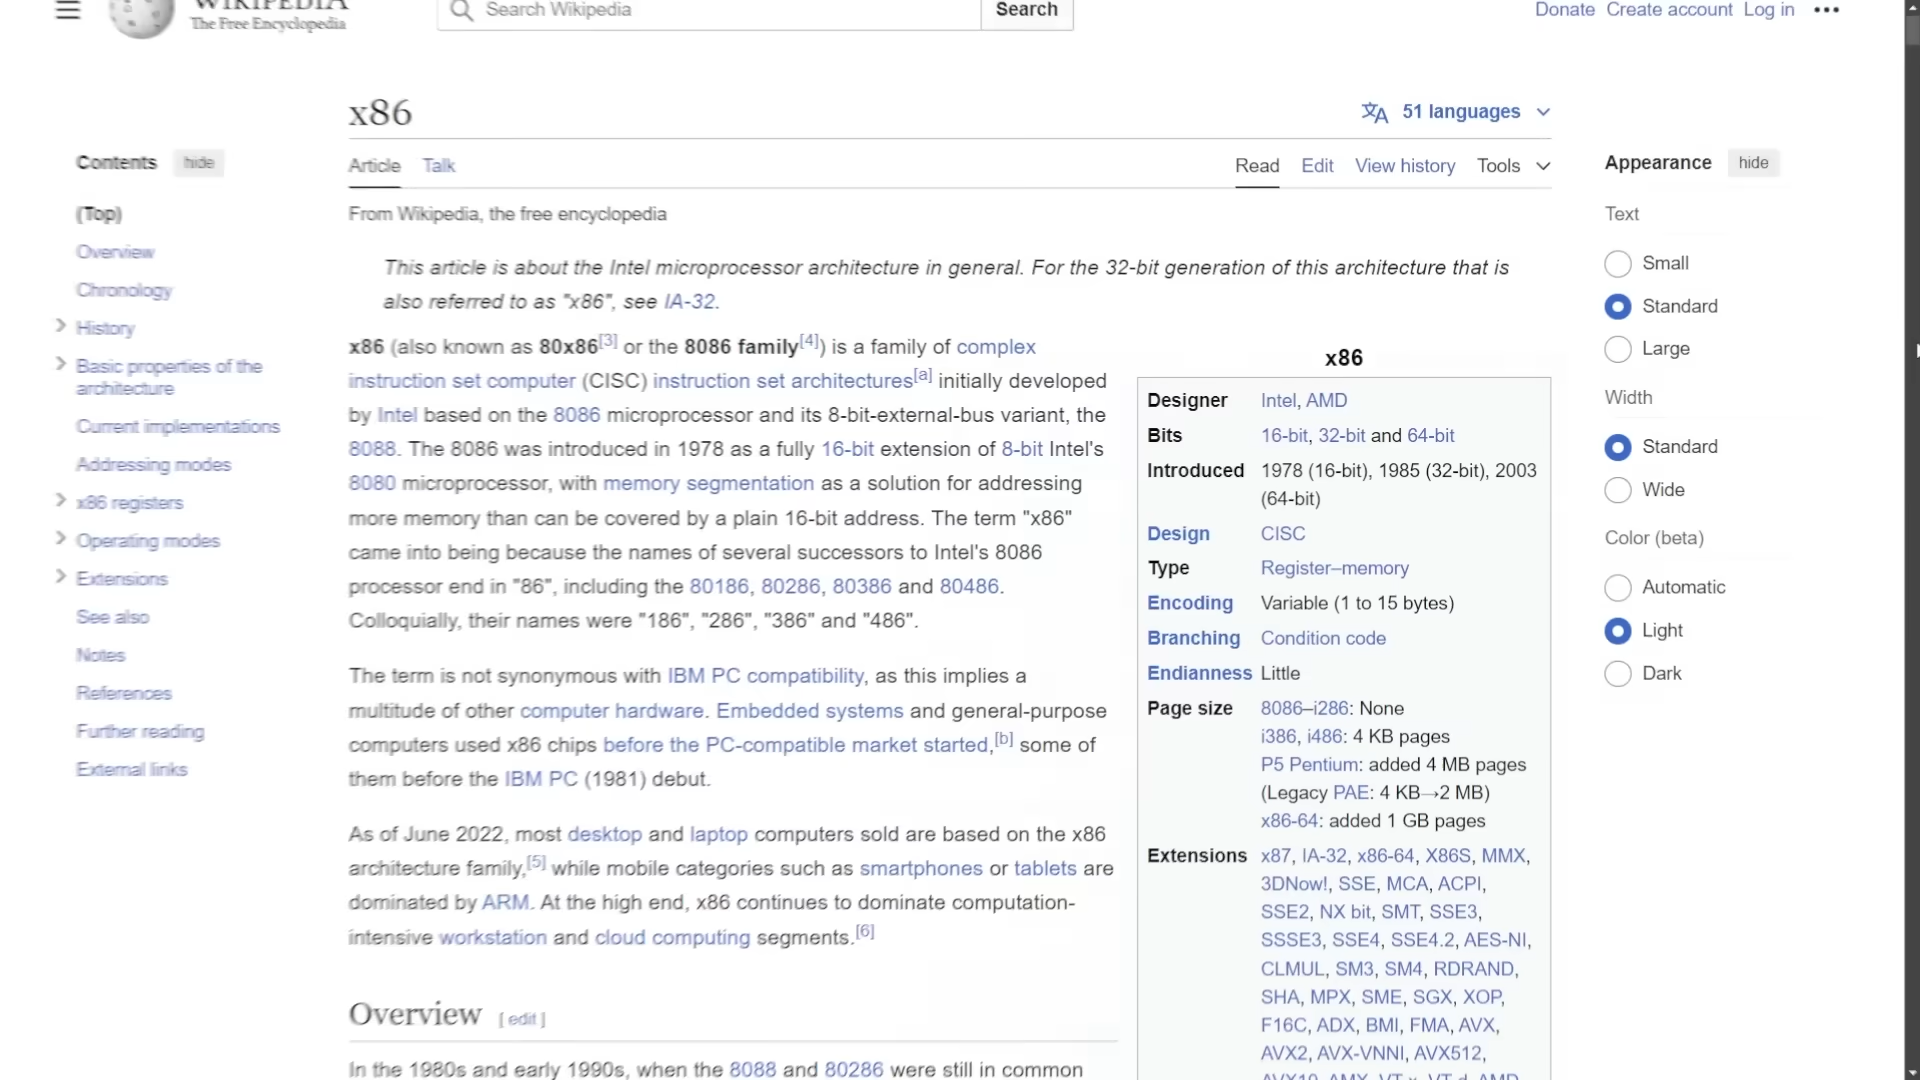 WIKIPEDIA
The Free Encyclopedia
Search Wikipedia
Search
Donate Create account Log in
x86
51 languages
Article Talk
Read Edit View history Tools
From Wikipedia, the free encyclopedia
Contents hide
(Top)
Overview
Chronology
History
Basic properties of the
architecture
Current implementations
Addressing modes
x86 registers
Operating modes
Extensions
See also
Notes
References
Further reading
External links
This article is about the Intel microprocessor architecture in general. For the 32-bit generation of this architecture that is
also referred to as "x86", see IA-32.
x86 (also known as 80x86[3] or the 8086 family[4]) is a family of complex
instruction set computer (CISC) instruction set architectures[a] initially developed
by Intel based on the 8086 microprocessor and its 8-bit-external-bus variant, the
8088. The 8086 was introduced in 1978 as a fully 16-bit extension of 8-bit Intel's
8080 microprocessor, with memory segmentation as a solution for addressing
more memory than can be covered by a plain 16-bit address. The term "x86"
came into being because the names of several successors to Intel's 8086
processor end in "86", including the 80186, 80286, 80386 and 80486.
Colloquially, their names were "186", "286", "386" and "486".
The term is not synonymous with IBM PC compatibility, as this implies a
multitude of other computer hardware. Embedded systems and general-purpose
computers used x86 chips before the PC-compatible market started,[b] some of
them before the IBM PC (1981) debut.
As of June 2022, most desktop and laptop computers sold are based on the x86
architecture family,[5] while mobile categories such as smartphones or tablets are
dominated by ARM. At the high end, x86 continues to dominate computation-
intensive workstation and cloud computing segments.[6]
Overview [ edit ]
In the 1980s and early 1990s, when the 8088 and 80286 were still in common
x86
Designer Intel, AMD
Bits 16-bit, 32-bit and 64-bit
Introduced 1978 (16-bit), 1985 (32-bit), 2003
(64-bit)
Design CISC
Type Register–memory
Encoding Variable (1 to 15 bytes)
Branching Condition code
Endianness Little
Page size 8086–i286: None
i386, i486: 4 KB pages
P5 Pentium: added 4 MB pages
(Legacy PAE: 4 KB→2 MB)
x86-64: added 1 GB pages
Extensions x87, IA-32, x86-64, X86S, MMX,
3DNow!, SSE, MCA, ACPI,
SSE2, NX bit, SMT, SSE3,
SSSE3, SSE4, SSE4.2, AES-NI,
CLMUL, SM3, SM4, RDRAND,
SHA, MPX, SME, SGX, XOP,
F16C, ADX, BMI, FMA, AVX,
AVX2, AVX-VNNI, AVX512,
AVX10, AMX, VT-x, VT-d, AMD
Appearance hide
Text
Small
Standard
Large
Width
Standard
Wide
Color (beta)
Automatic
Light
Dark